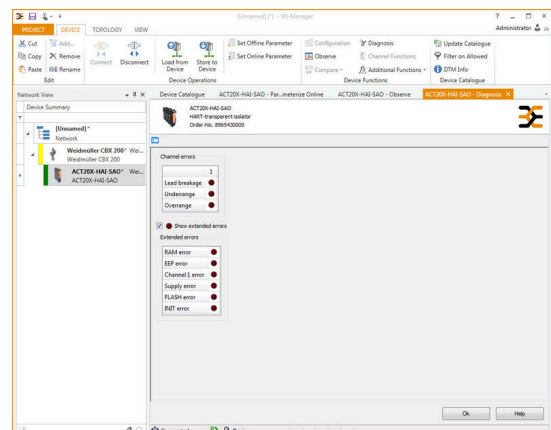 [Unnamed] (*) - WI-Manager
PROJECT DEVICE TOPOLOGY VIEW Administrator
Cut Add... Set Offline Parameter Configuration Diagnosis Update Catalogue
Copy Remove Connect Disconnect Load from Device Store to Device Set Online Parameter Observe Channel Functions Filter on Allowed
Paste Rename Compare Additional Functions DTM Info
Edit Device Operations Device Functions Device Catalogue
Network View
Device Catalogue ACT20X-HAI-SAO - Par...meterize Online ACT20X-HAI-SAO - Observe ACT20X-HAI-SAO - Diagnosis
Device Summary
ACT20X-HAI-SAO
HART-transparent isolator
Order-No. 8965430000
[Unnamed]*
Network
Weidmüller CBX 200* Wei...
Weidmüller CBX 200
ACT20X-HAI-SAO* Wei...
ACT20X-HAI-SAO
Channel errors
1
Lead breakage
Underrange
Overrange
Show extended errors
Extended errors
RAM error
EEP error
Channel 1 error
Supply error
FLASH error
INIT error
Ok Help